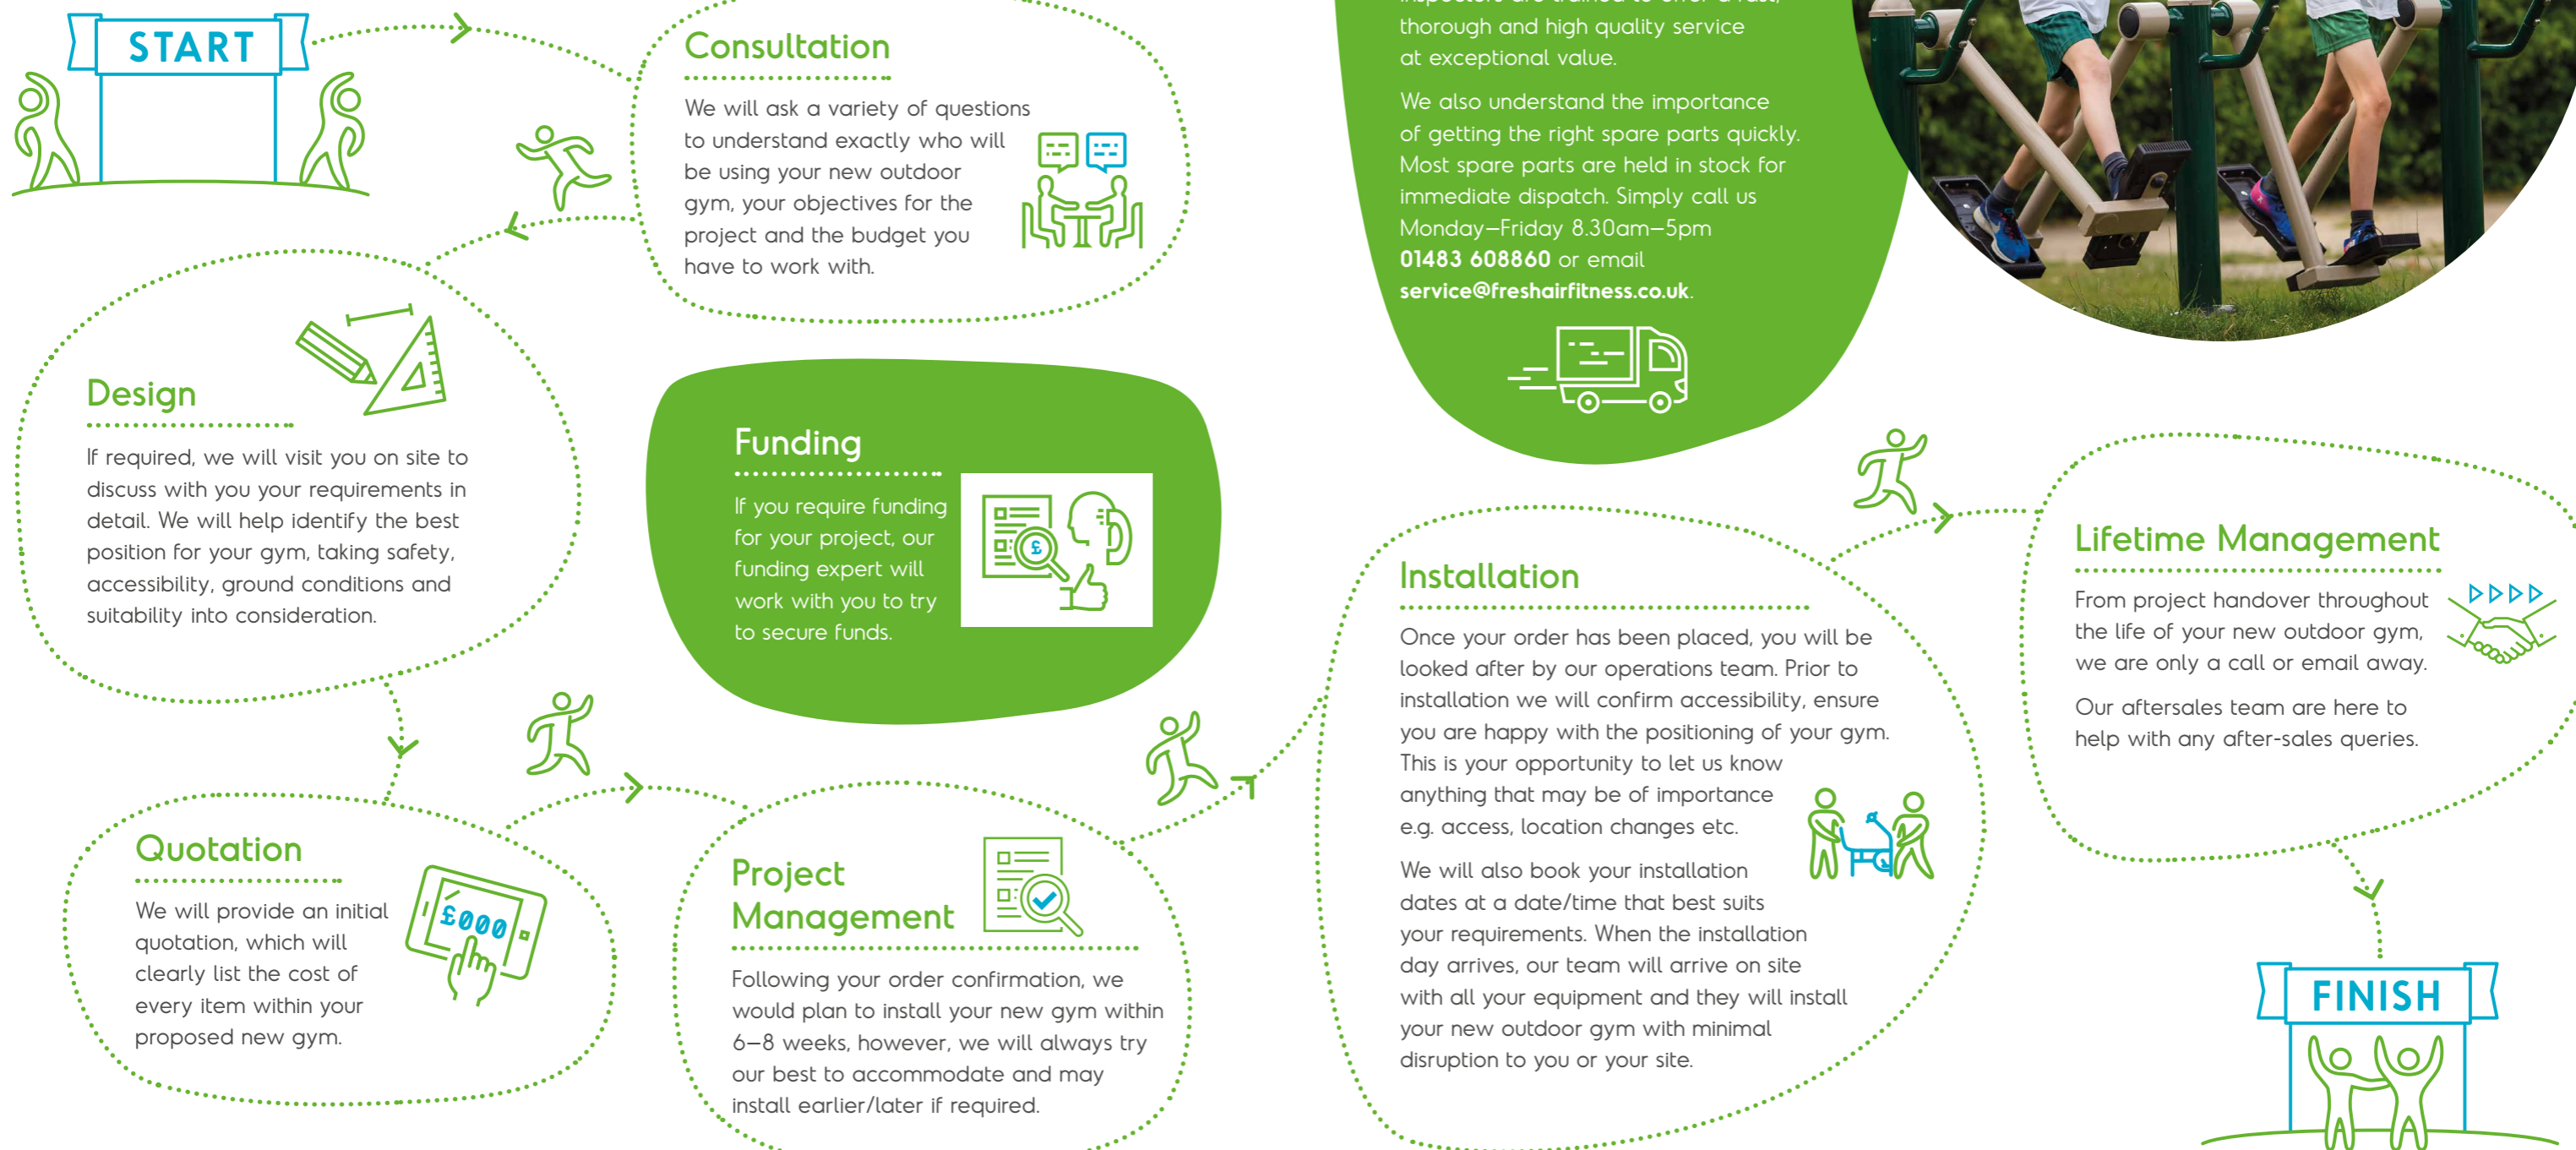 START
Consultation
We will ask a variety of questions
to understand exactly who will
be using your new outdoor
gym, your objectives for the
project and the budget you
have to work with.
Design
If required, we will visit you on site to
discuss with you your requirements in
detail. We will help identify the best
position for your gym, taking safety,
accessibility, ground conditions and
suitability into consideration.
Funding
If you require funding
for your project, our
funding expert will
work with you to try
to secure funds.
£
Quotation
We will provide an initial
quotation, which will
clearly list the cost of
every item within your
proposed new gym.
£000
Project
Management
Following your order confirmation, we
would plan to install your new gym within
6–8 weeks, however, we will always try
our best to accommodate and may
install earlier/later if required.
thorough and high quality service
at exceptional value.
We also understand the importance
of getting the right spare parts quickly.
Most spare parts are held in stock for
immediate dispatch. Simply call us
Monday–Friday 8.30am–5pm
01483 608860 or email
service@freshairfitness.co.uk.
Installation
Once your order has been placed, you will be
looked after by our operations team. Prior to
installation we will confirm accessibility, ensure
you are happy with the positioning of your gym.
This is your opportunity to let us know
anything that may be of importance
e.g. access, location changes etc.
We will also book your installation
dates at a date/time that best suits
your requirements. When the installation
day arrives, our team will arrive on site
with all your equipment and they will install
your new outdoor gym with minimal
disruption to you or your site.
Lifetime Management
From project handover throughout
the life of your new outdoor gym,
we are only a call or email away.
Our aftersales team are here to
help with any after-sales queries.
FINISH